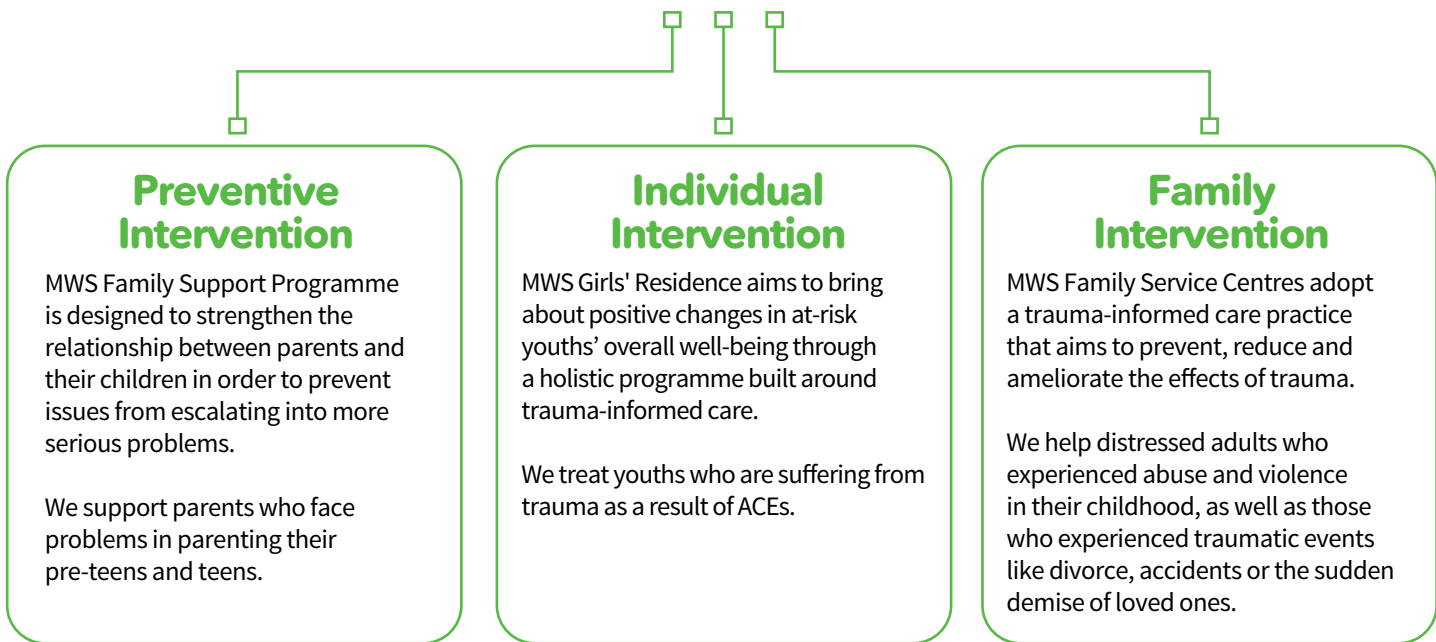 Preventive
Intervention
MWS Family Support Programme
is designed to strengthen the
relationship between parents and
their children in order to prevent
issues from escalating into more
serious problems.
We support parents who face
problems in parenting their
pre-teens and teens.
Individual
Intervention
MWS Girls' Residence aims to bring
about positive changes in at-risk
youths’ overall well-being through
a holistic programme built around
trauma-informed care.
We treat youths who are suffering from
trauma as a result of ACEs.
Family
Intervention
MWS Family Service Centres adopt
a trauma-informed care practice
that aims to prevent, reduce and
ameliorate the effects of trauma.
We help distressed adults who
experienced abuse and violence
in their childhood, as well as those
who experienced traumatic events
like divorce, accidents or the sudden
demise of loved ones.